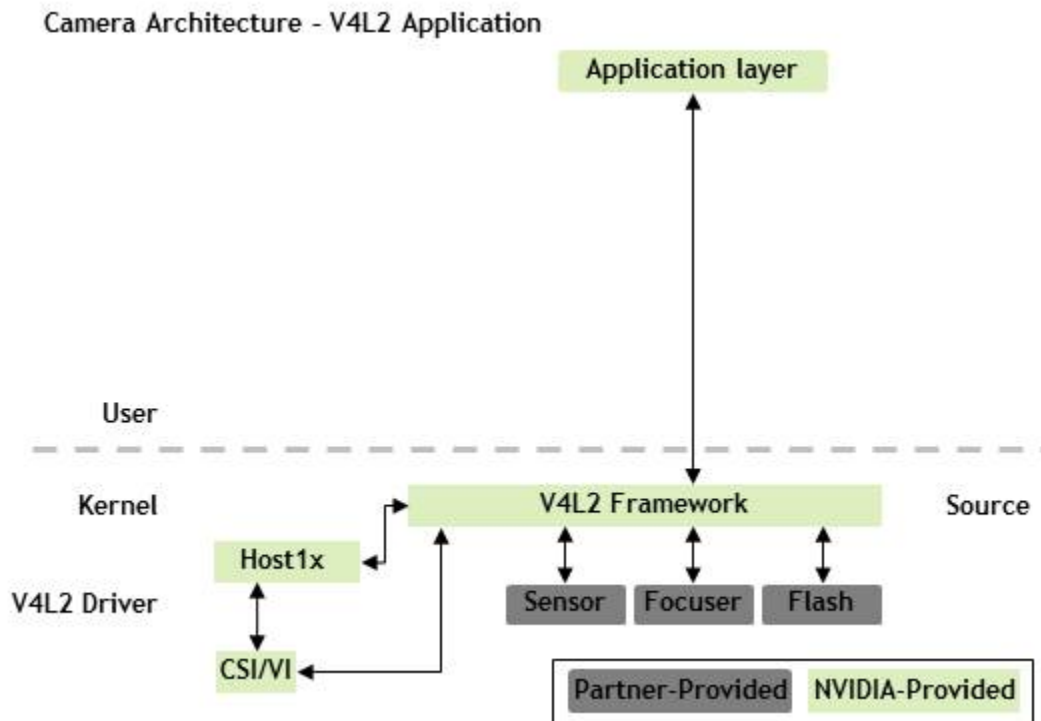 Camera Architecture - V4L2 Application
Application layer
User
Kernel
V4L2 Framework
Source
Host1x
V4L2 Driver
Sensor
Focuser
Flash
CSI/VI
Partner-Provided
NVIDIA-Provided